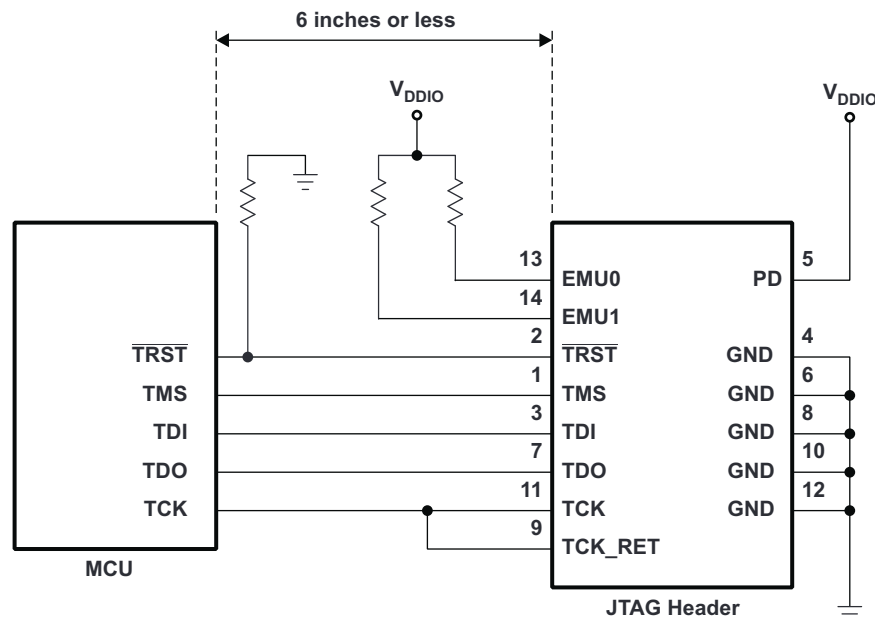 6 inches or less
VDDIO
VDDIO
13
EMU0
PD
5
14
EMU1
2
TRST
TRST
GND
4
1
TMS
TMS
GND
6
3
TDI
TDI
GND
8
7
TDO
TDO
GND
10
11
TCK
TCK
GND
12
9
TCK_RET
MCU
JTAG Header